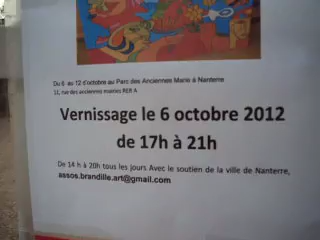 Du 6 au 12 d'octobre au Parc des Anciennes Marie à Nanterre
11, rue des anciennes mairies RER A
Vernissage le 6 octobre 2012
de 17h à 21h
De 14 h à 20h tous les jours Avec le soutien de la ville de Nanterre,
assos.brandille.art@gmail.com